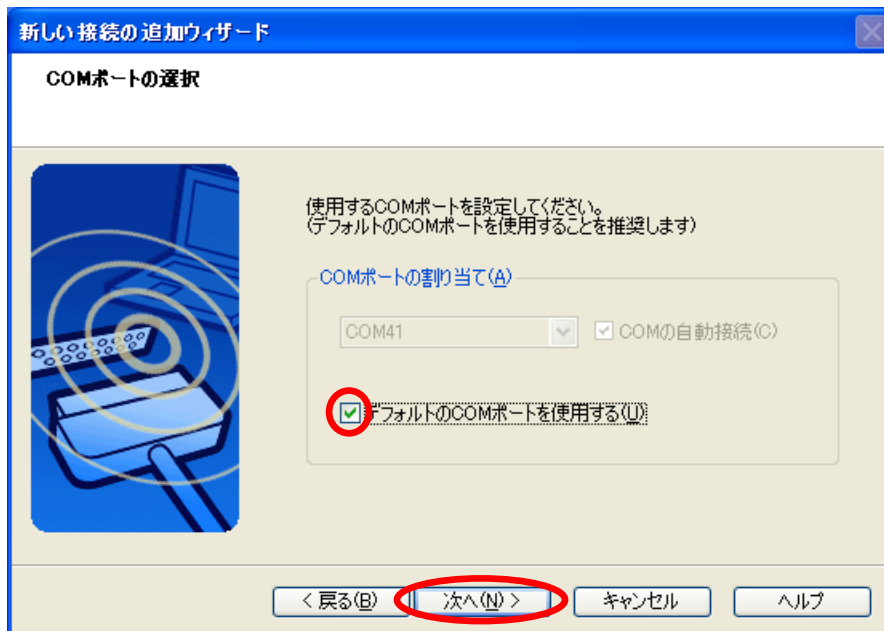 新しい接続の追加ウィザード
COMポートの選択
使用するCOMポートを設定してください。
(デフォルトのCOMポートを使用することを推奨します)
COMポートの割り当て(A)
COM41 COMの自動接続(C)
デフォルトのCOMポートを使用する(U)
< 戻る(B) 次へ(N) > キャンセル ヘルプ